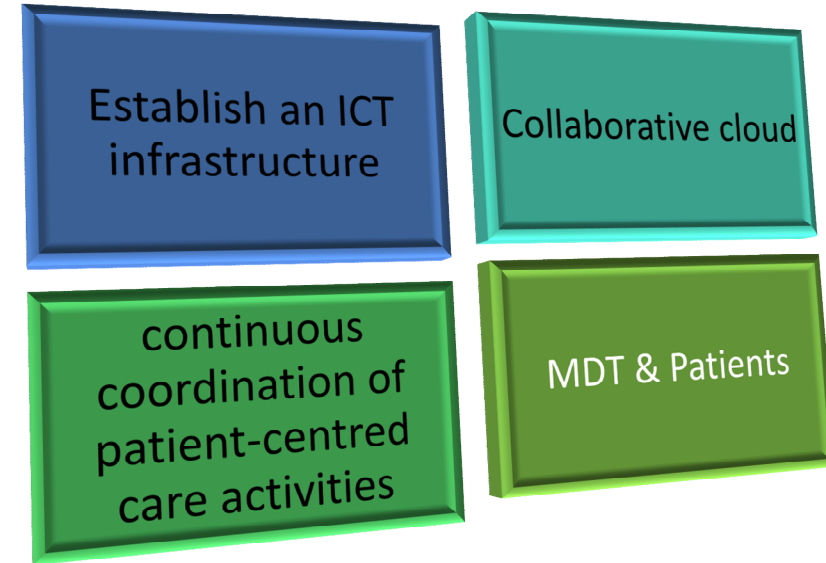 Establish an ICT
infrastructure
Collaborative cloud
continuous
coordination of
patient-centred
care activities
MDT & Patients